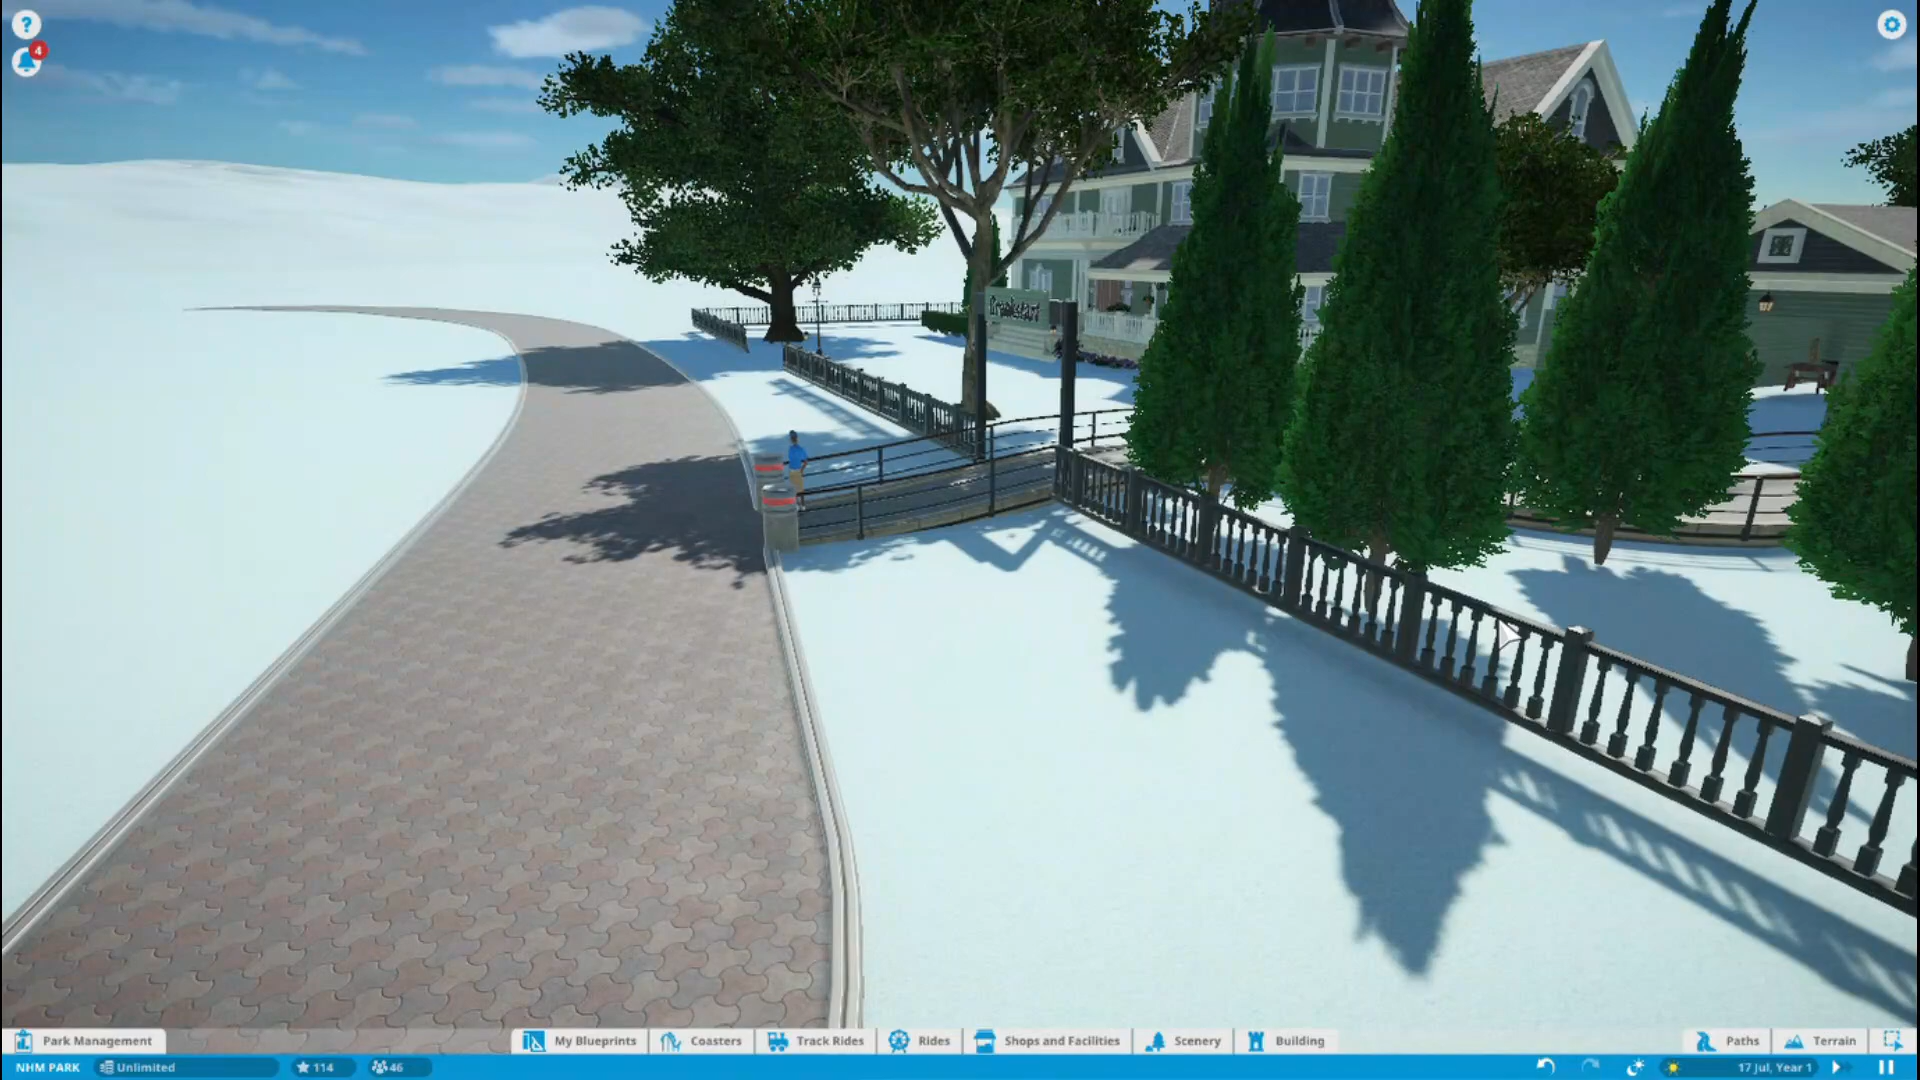 ?
4
Park Management
My Blueprints
Coasters
Track Rides
Rides
Shops and Facilities
Scenery
Building
Paths
Terrain
NHM PARK
Unlimited
114
46
17 Jul, Year 1